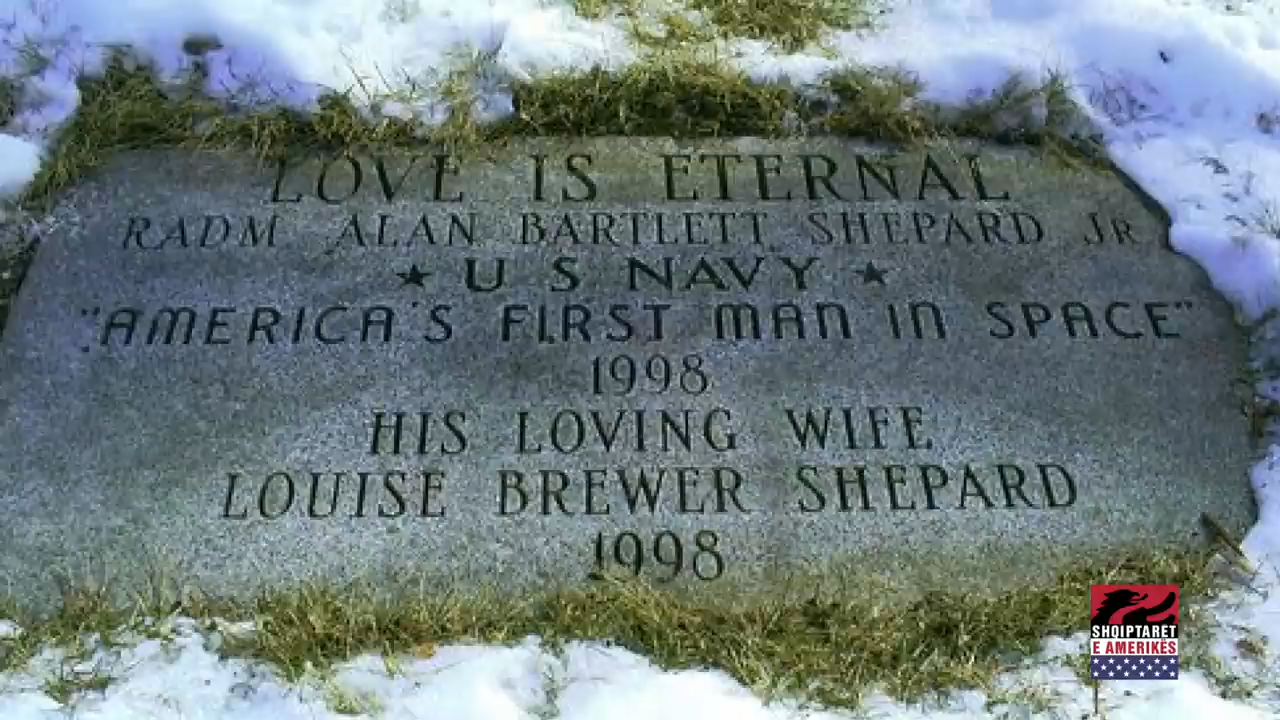 LOVE IS ETERNAL
RADM ALAN BARTLETT SHEPARD JR
★ U S NAVY ★
"AMERICA'S FIRST MAN IN SPACE"
1998
HIS LOVING WIFE
LOUISE BREWER SHEPARD
1998
SHQIPTARET
E AMERIKËS